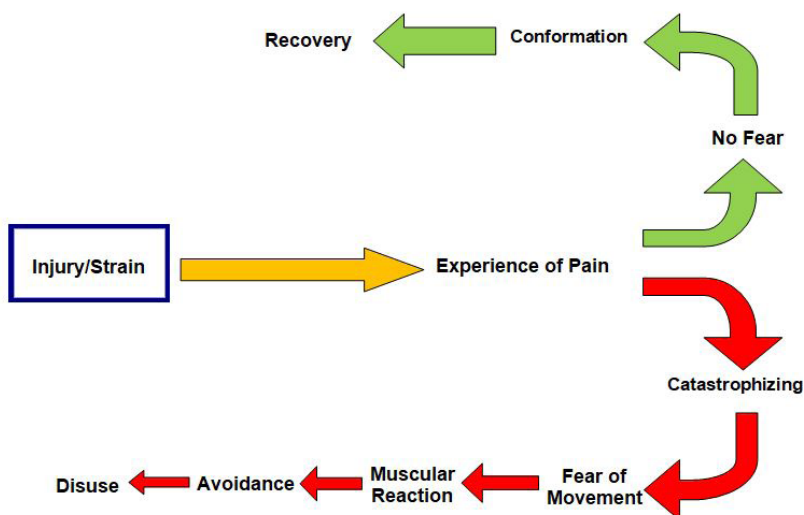 Recovery
Conformation
No Fear
Injury/Strain
Experience of Pain
Catastrophizing
Fear of
Movement
Muscular
Reaction
Avoidance
Disuse